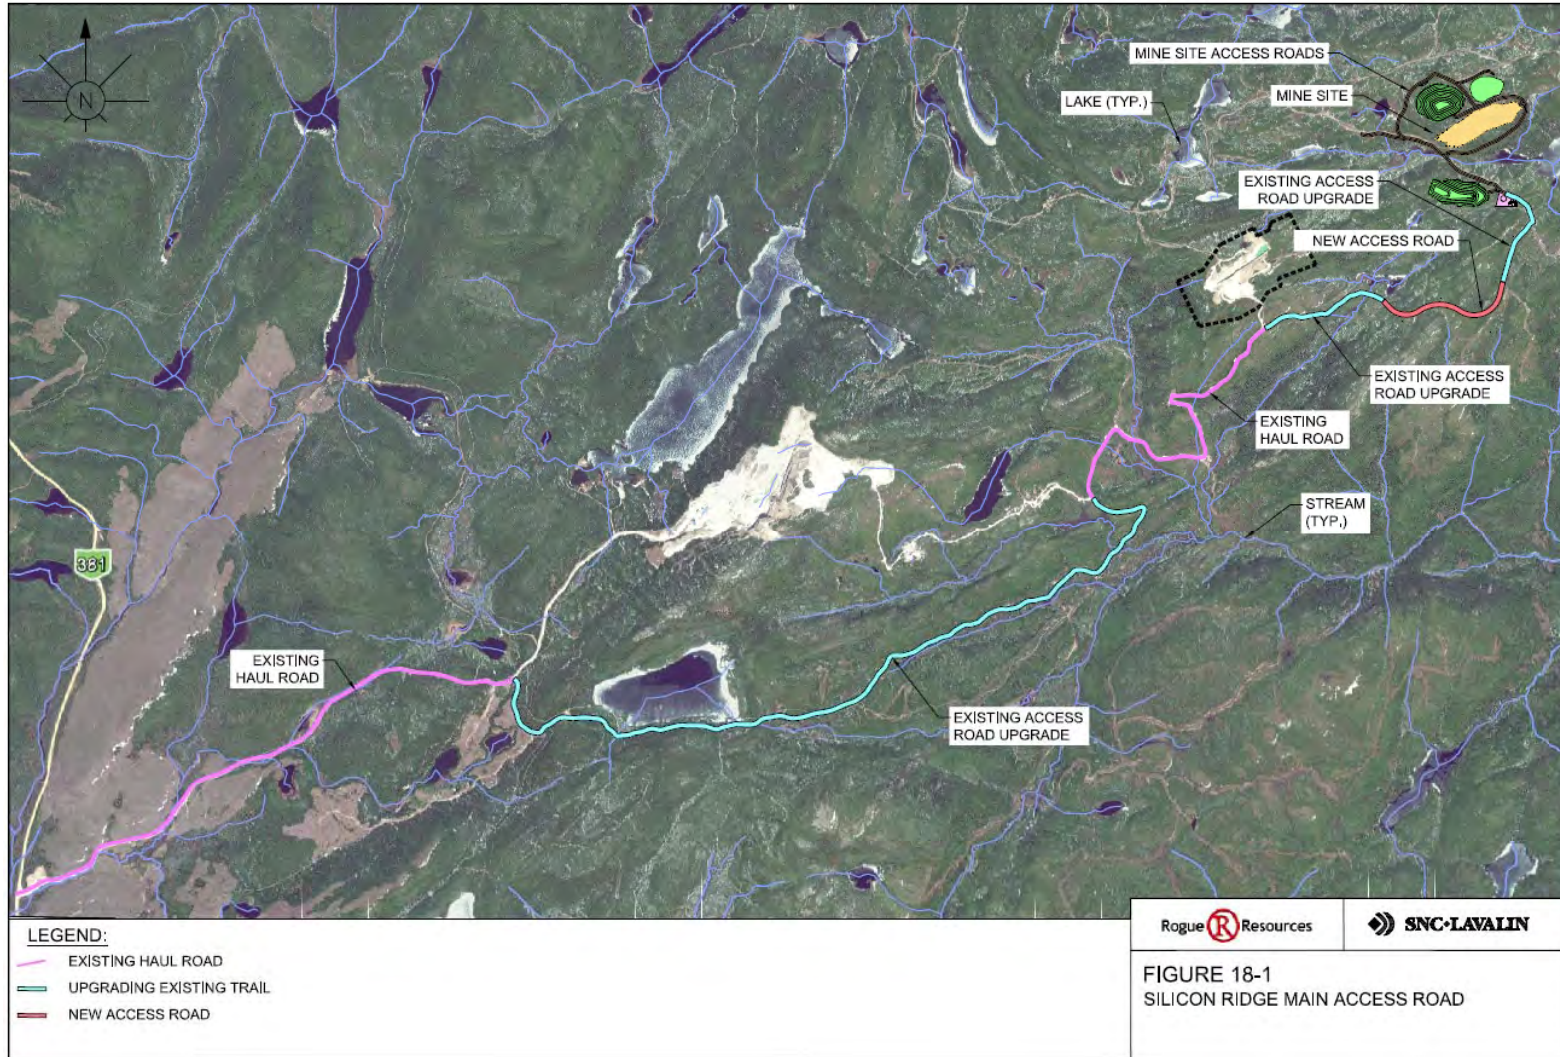 N
MINE SITE ACCESS ROADS
MINE SITE
LAKE (TYP.)
EXISTING ACCESS
ROAD UPGRADE
NEW ACCESS ROAD
EXISTING ACCESS
ROAD UPGRADE
EXISTING
HAUL ROAD
STREAM
(TYP.)
381
EXISTING
HAUL ROAD
EXISTING ACCESS
ROAD UPGRADE
LEGEND:
EXISTING HAUL ROAD
UPGRADING EXISTING TRAIL
NEW ACCESS ROAD
Rogue R Resources
SNC•LAVALIN
FIGURE 18-1
SILICON RIDGE MAIN ACCESS ROAD